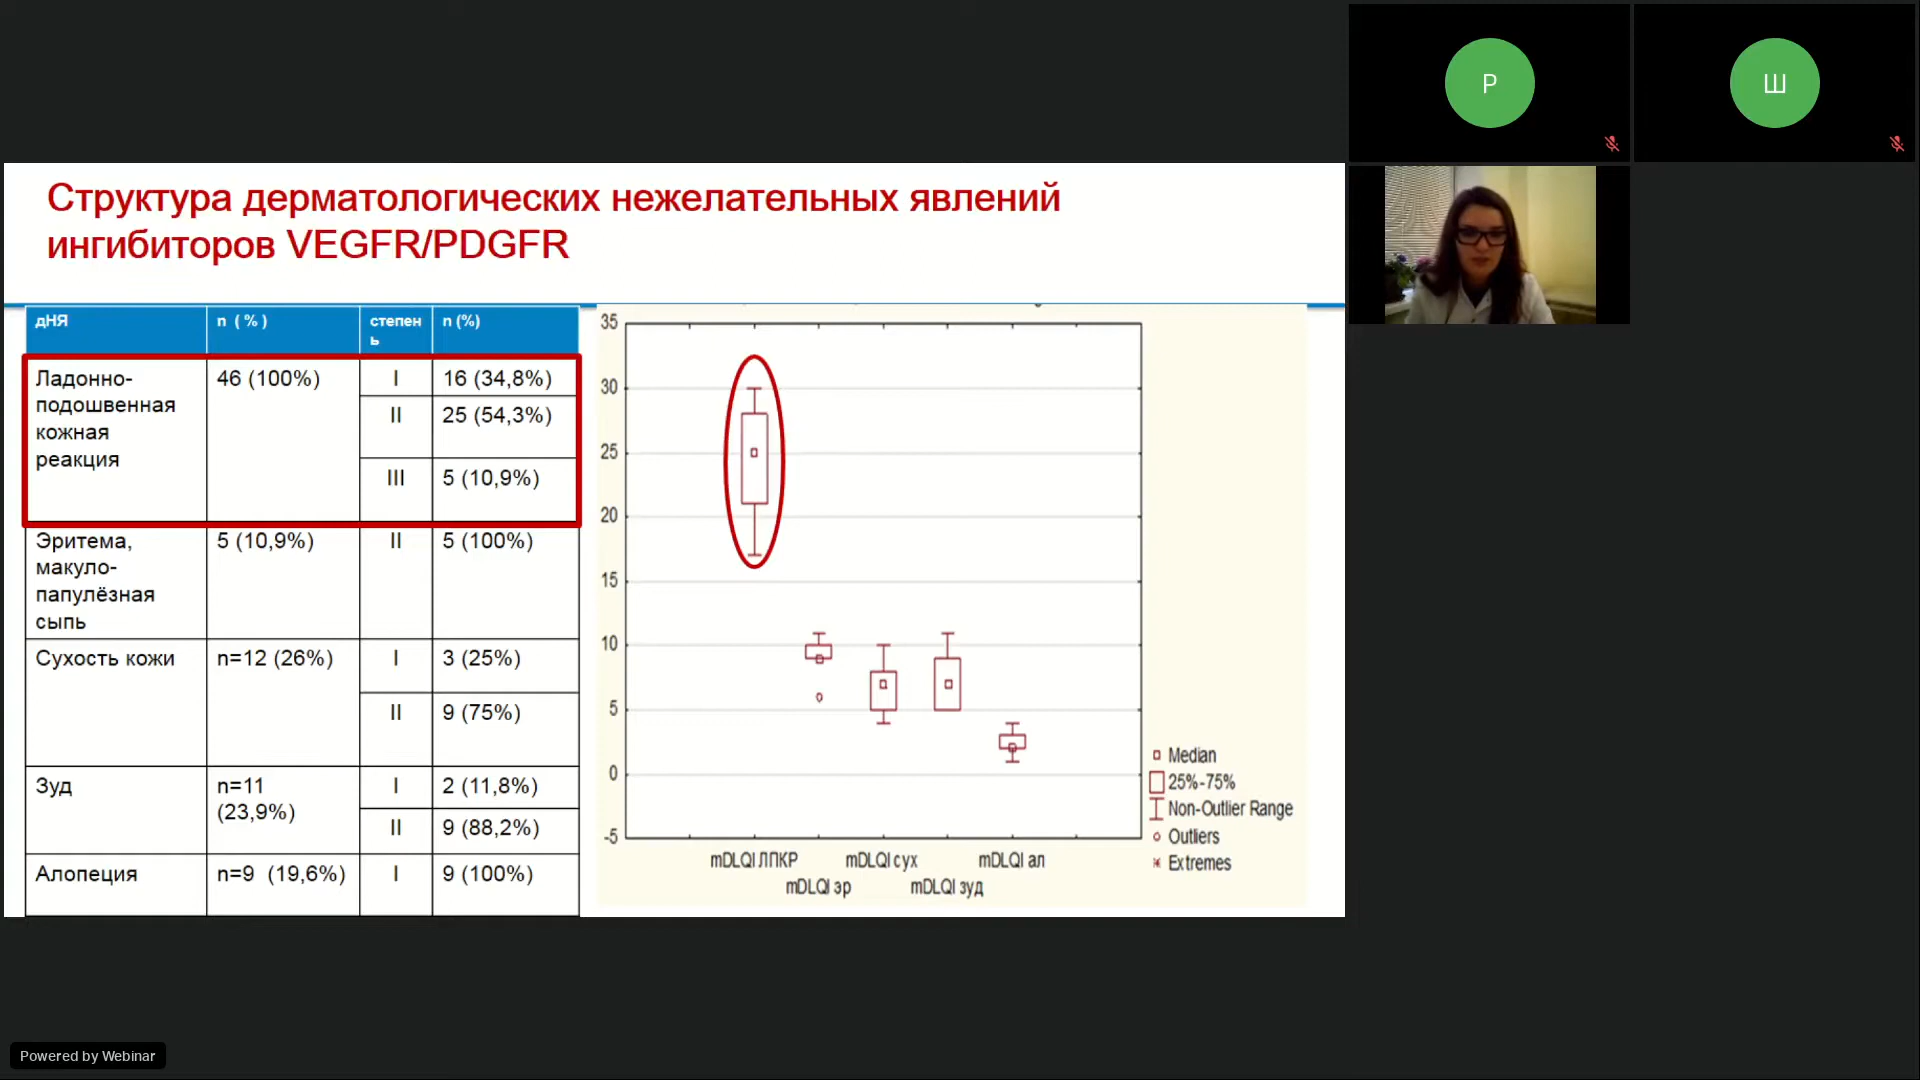 Р
Ш
Структура дерматологических нежелательных явлений
ингибиторов VEGFR/PDGFR
дНЯ
n ( % )
степен
ь
n (%)
Ладонно-
подошвенная
кожная
реакция
46 (100%)
I
16 (34,8%)
II
25 (54,3%)
III
5 (10,9%)
Эритема,
макуло-
папулёзная
сыпь
5 (10,9%)
II
5 (100%)
Сухость кожи
n=12 (26%)
I
3 (25%)
II
9 (75%)
Зуд
n=11
(23,9%)
I
2 (11,8%)
II
9 (88,2%)
Алопеция
n=9 (19,6%)
I
9 (100%)
35
30
25
20
15
10
5
0
-5
mDLQI ЛПКР
mDLQI эр
mDLQI сух
mDLQI зуд
mDLQI ал
Median
25%-75%
Non-Outlier Range
Outliers
Extremes
Powered by Webinar